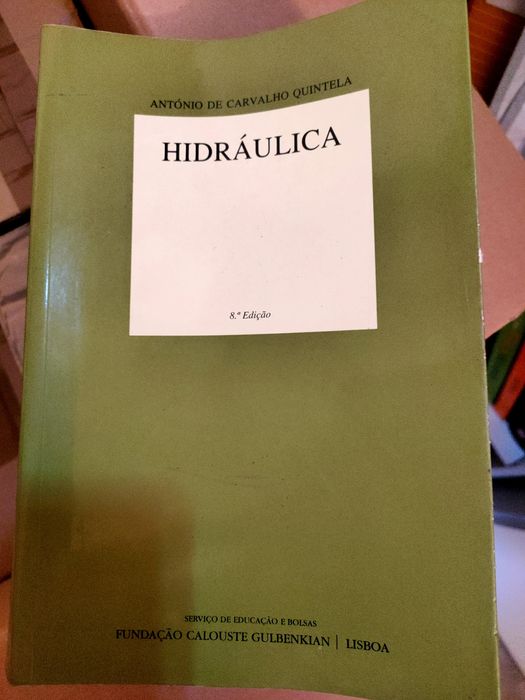 ANTÓNIO DE CARVALHO QUINTELA
HIDRÁULICA
8.ª Edição
SERVIÇO DE EDUCAÇÃO E BOLSAS
FUNDAÇÃO CALOUSTE GULBENKIAN | LISBOA